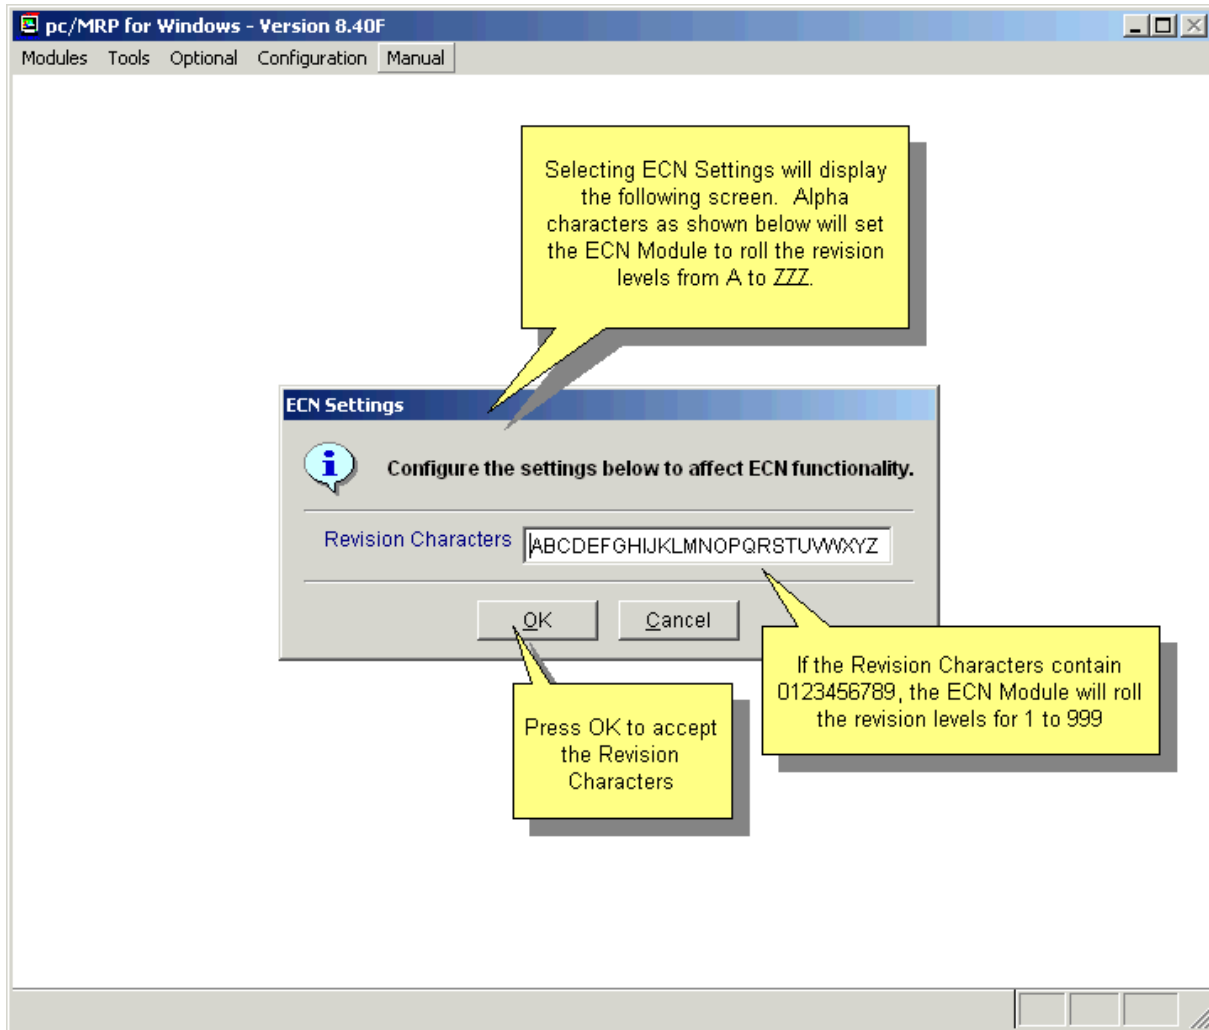 pc/MRP for Windows - Version 8.40F
Modules Tools Optional Configuration Manual
Selecting ECN Settings will display
the following screen. Alpha
characters as shown below will set
the ECN Module to roll the revision
levels from A to ZZZ.
ECN Settings
Configure the settings below to affect ECN functionality.
Revision Characters ABCDEFGHIJKLMNOPQRSTUVWXYZ
OK Cancel
If the Revision Characters contain
0123456789, the ECN Module will roll
the revision levels for 1 to 999
Press OK to accept
the Revision
Characters